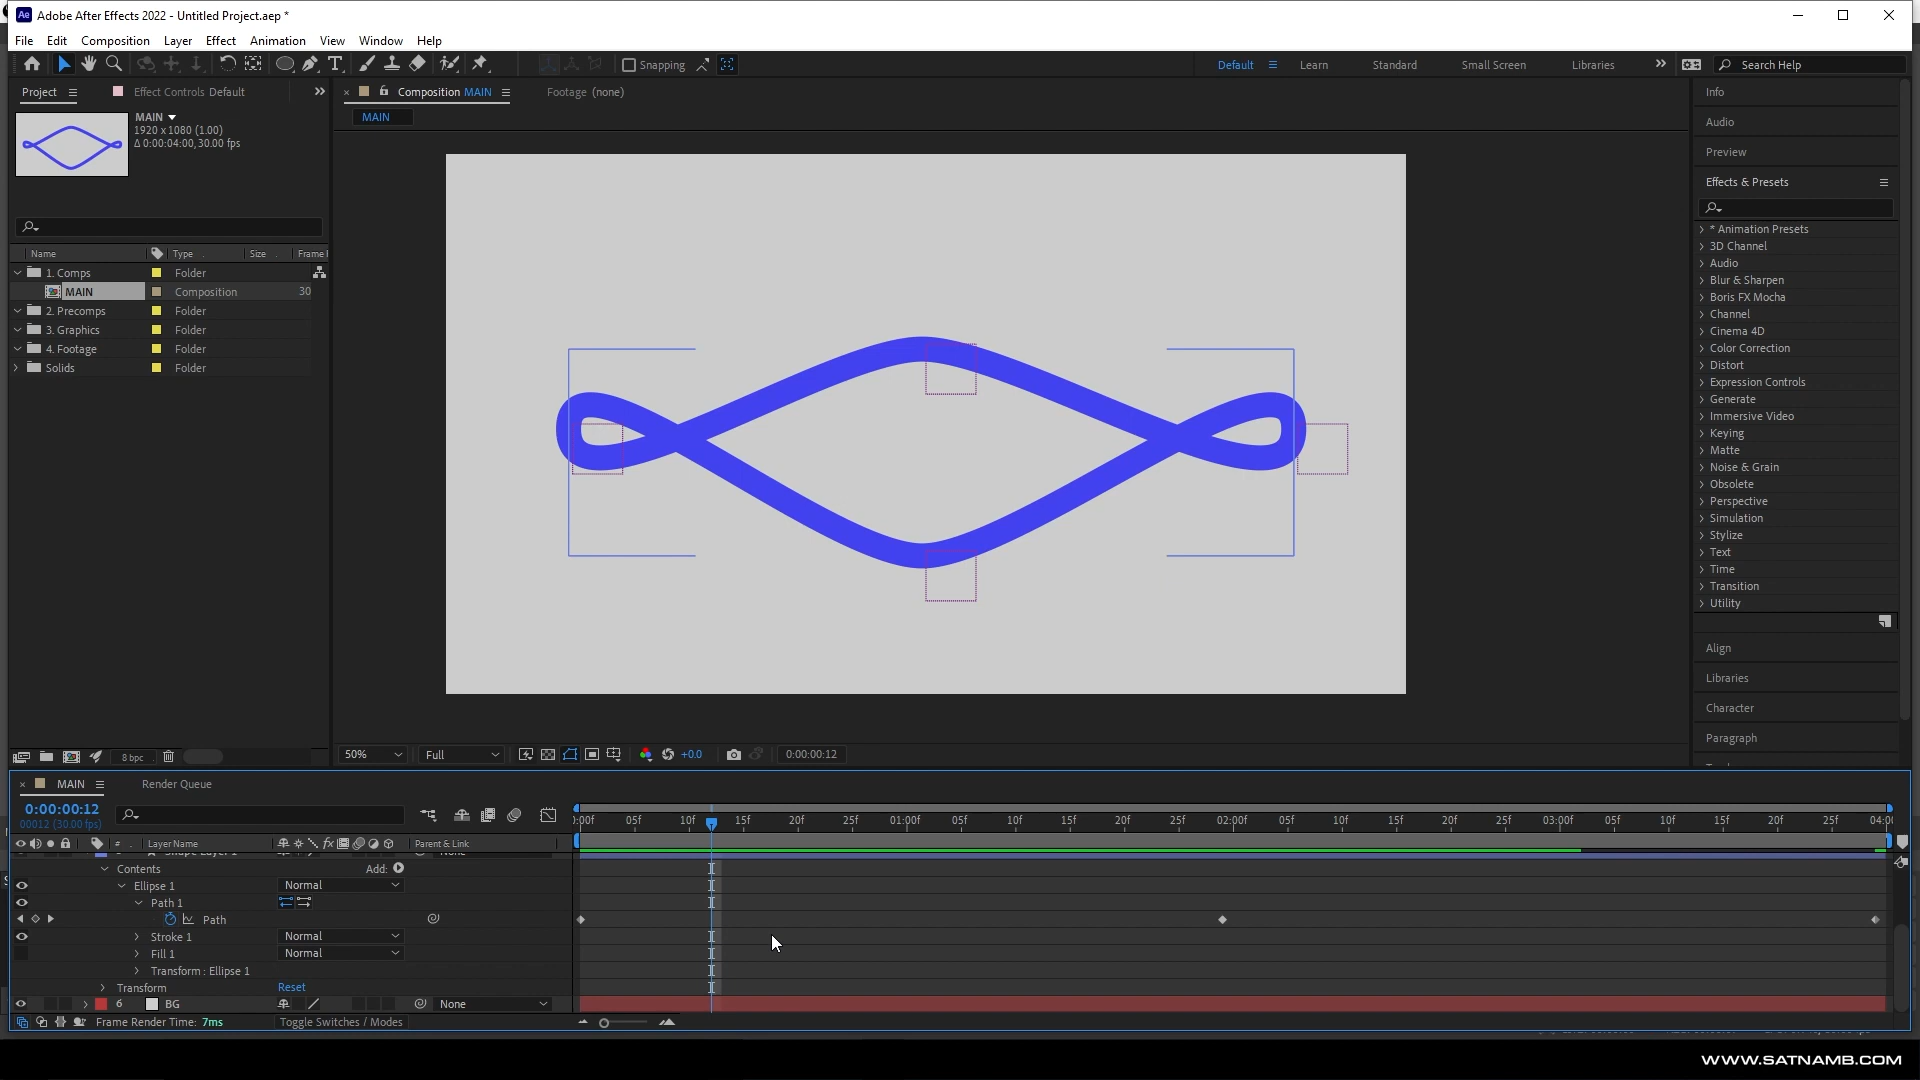 Adobe After Effects 2022 - Untitled Project.aep *
File Edit Composition Layer Effect Animation View Window Help
Snapping Default Learn Standard Small Screen Libraries Search Help
Project Effect Controls Default Composition MAIN Footage (none)
MAIN
MAIN
1920 x 1080 (1.00)
Δ 0:00:04:00, 30.00 fps
Name Type Size Frame
1. Comps Folder
MAIN Composition 30
2. Precomps Folder
3. Graphics Folder
4. Footage Folder
Solids Folder
8 bpc
50% Full +0.0 0:00:00:12
Info
Audio
Preview
Effects & Presets
* Animation Presets
3D Channel
Audio
Blur & Sharpen
Boris FX Mocha
Channel
Cinema 4D
Color Correction
Distort
Expression Controls
Generate
Immersive Video
Keying
Matte
Noise & Grain
Obsolete
Perspective
Simulation
Stylize
Text
Time
Transition
Utility
Align
Libraries
Character
Paragraph
MAIN Render Queue
0:00:00:12
00012 (30.00 fps)
:00f 05f 10f 15f 20f 25f 01:00f 05f 10f 15f 20f 25f 02:00f 05f 10f 15f 20f 25f 03:00f 05f 10f 15f 20f 25f 04:00
# Layer Name Parent & Link
Contents Add:
Ellipse 1 Normal
Path 1
Path
Stroke 1 Normal
Fill 1 Normal
Transform : Ellipse 1
Transform Reset
6 BG None
Frame Render Time: 7ms Toggle Switches / Modes
WWW.SATNAMB.COM